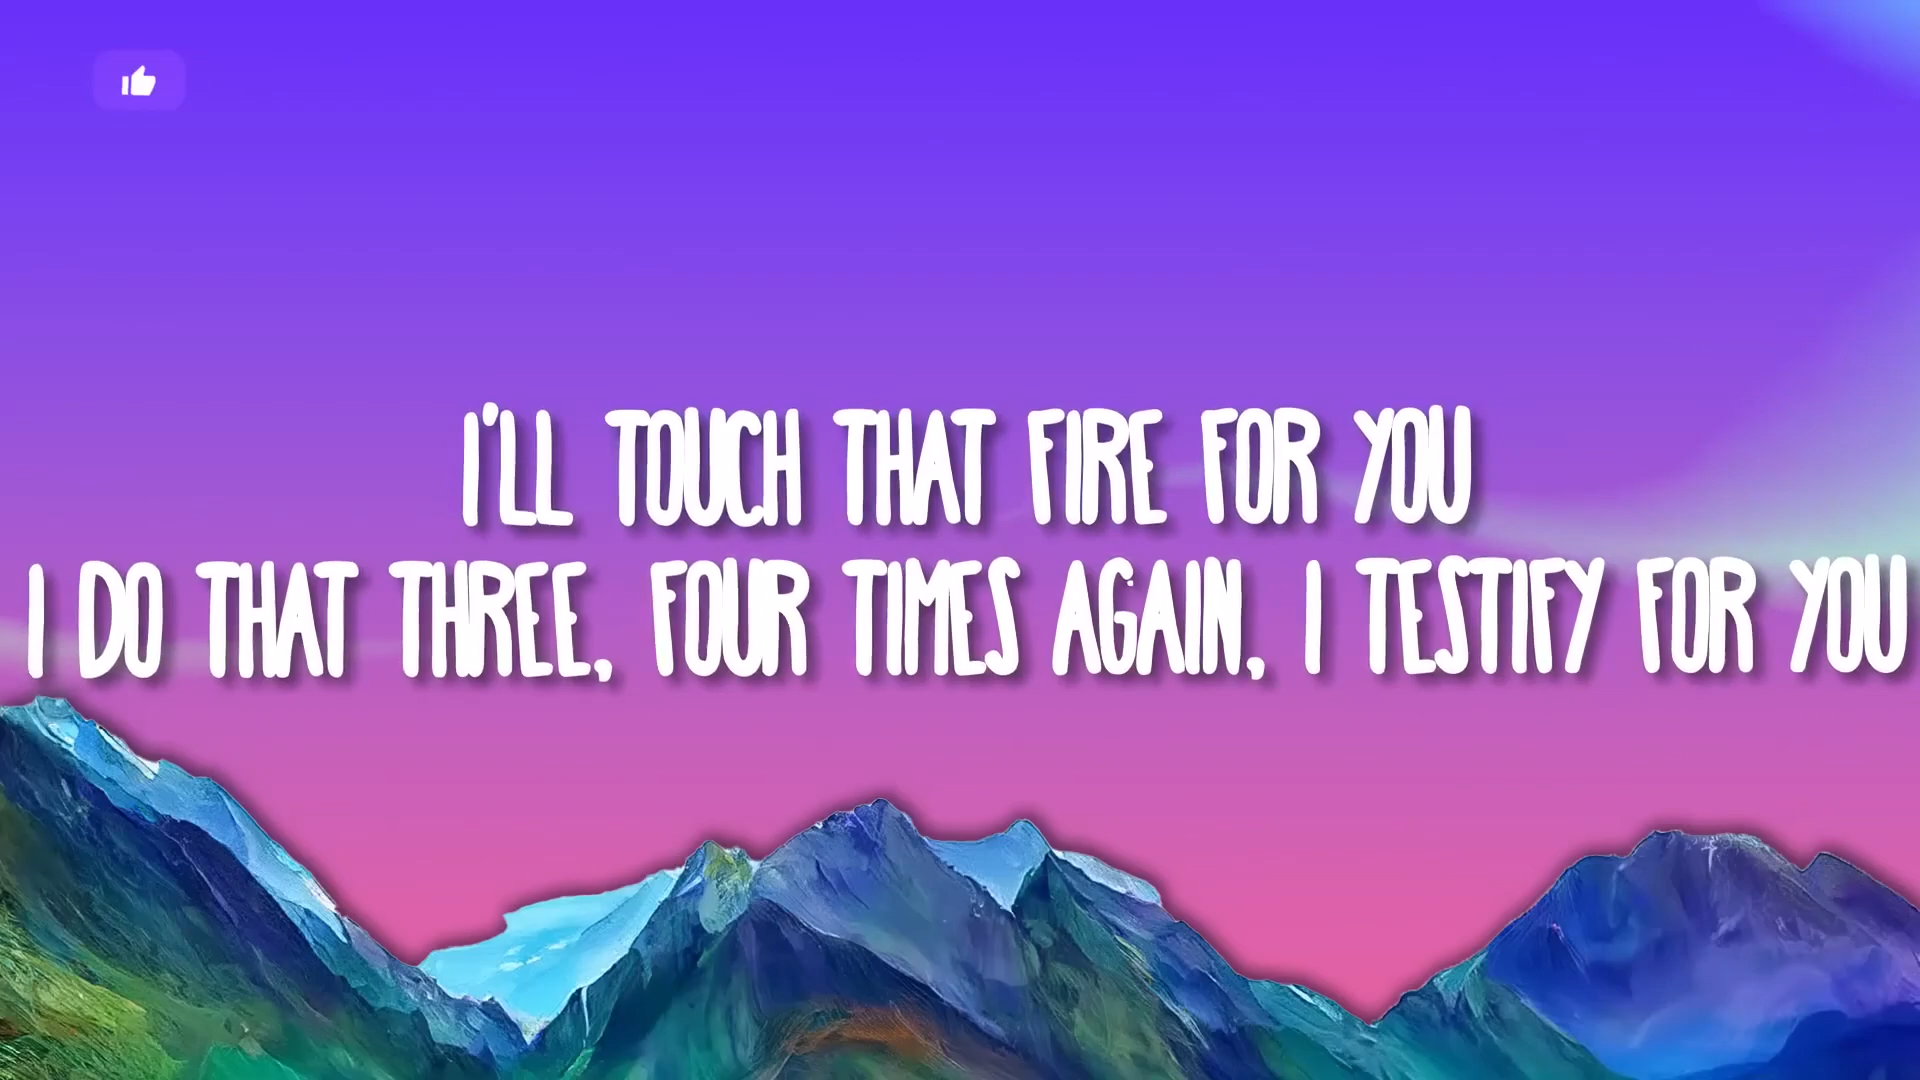 I'LL TOUCH THAT FIRE FOR YOU
I DO THAT THREE, FOUR TIMES AGAIN, I TESTIFY FOR YOU